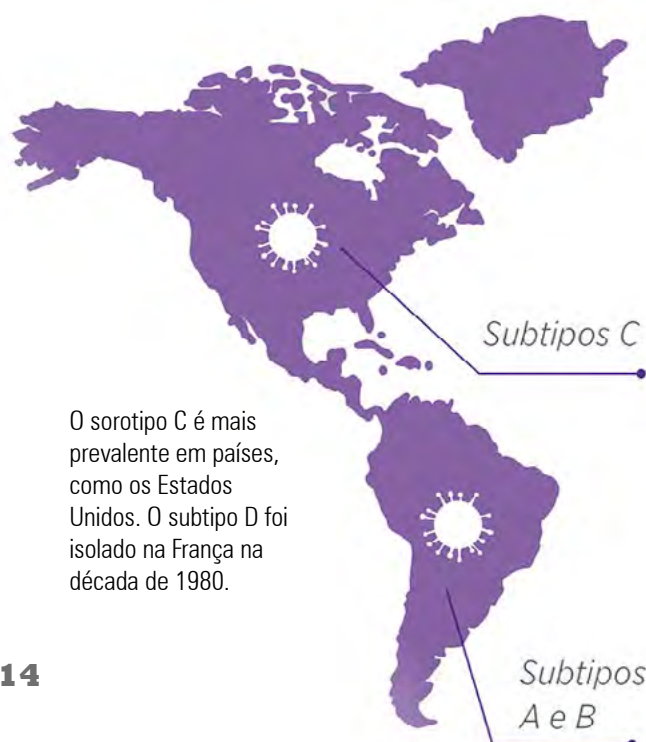 Subtipos C
O sorotipo C é mais
prevalente em países,
como os Estados
Unidos. O subtipo D foi
isolado na França na
década de 1980.
14
Subtipos
A e B